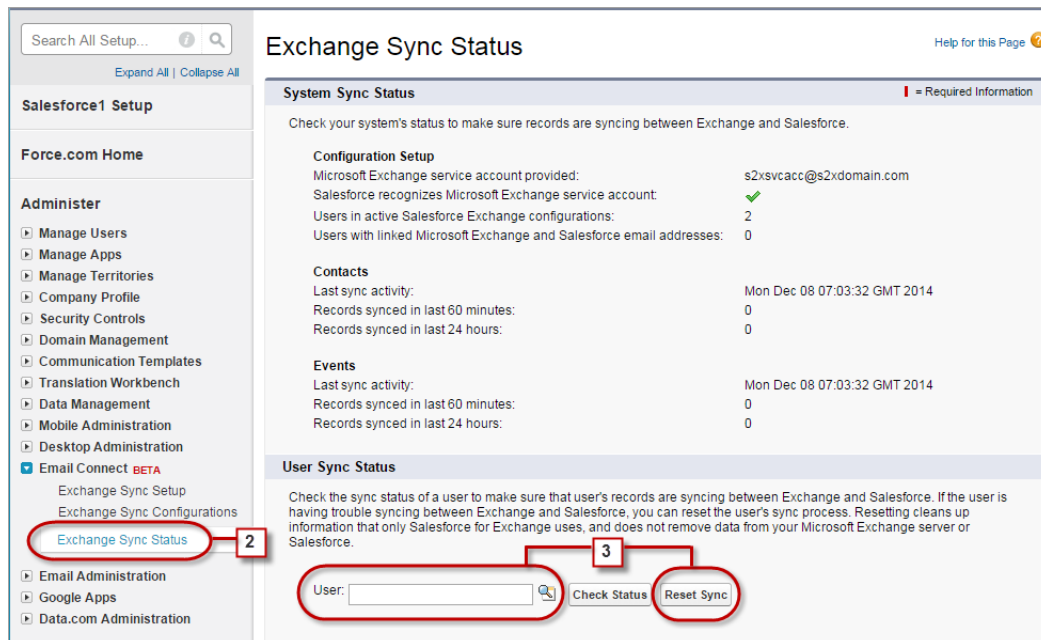 Search All Setup...
Expand All | Collapse All
Salesforce1 Setup
Force.com Home
Administer
Manage Users
Manage Apps
Manage Territories
Company Profile
Security Controls
Domain Management
Communication Templates
Translation Workbench
Data Management
Mobile Administration
Desktop Administration
Email Connect BETA
Exchange Sync Setup
Exchange Sync Configurations
Exchange Sync Status
2
Email Administration
Google Apps
Data.com Administration
Exchange Sync Status
Help for this Page ?
System Sync Status
= Required Information
Check your system's status to make sure records are syncing between Exchange and Salesforce.
Configuration Setup
Microsoft Exchange service account provided: s2xsvcacc@s2xdomain.com
Salesforce recognizes Microsoft Exchange service account:
Users in active Salesforce Exchange configurations: 2
Users with linked Microsoft Exchange and Salesforce email addresses: 0
Contacts
Last sync activity: Mon Dec 08 07:03:32 GMT 2014
Records synced in last 60 minutes: 0
Records synced in last 24 hours: 0
Events
Last sync activity: Mon Dec 08 07:03:32 GMT 2014
Records synced in last 60 minutes: 0
Records synced in last 24 hours: 0
User Sync Status
Check the sync status of a user to make sure that user's records are syncing between Exchange and Salesforce. If the user is
having trouble syncing between Exchange and Salesforce, you can reset the user's sync process. Resetting cleans up
information that only Salesforce for Exchange uses, and does not remove data from your Microsoft Exchange server or
Salesforce.
3
User: Check Status Reset Sync